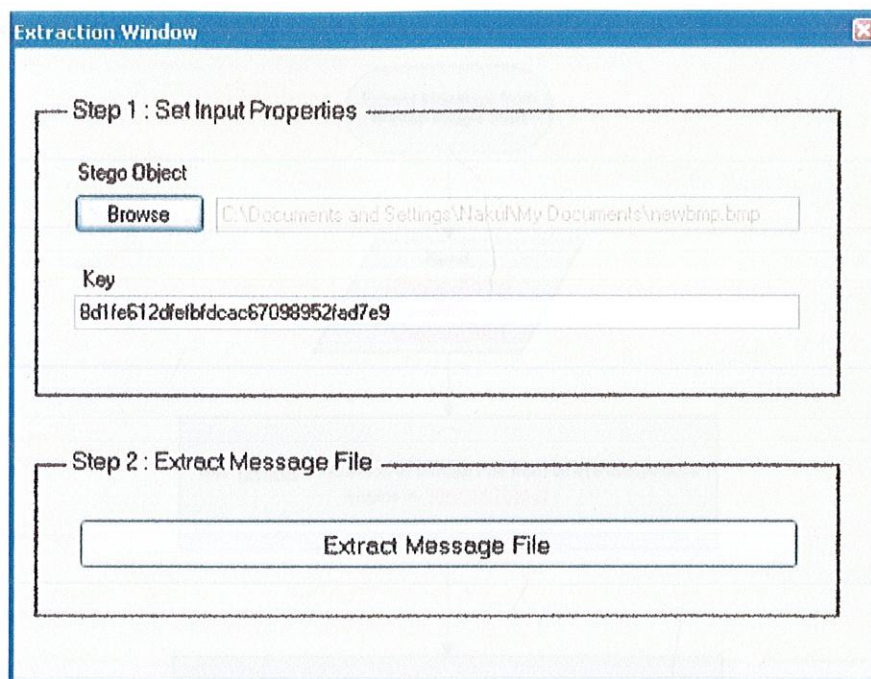 Extraction Window
Step 1 : Set Input Properties
Stego Object
Browse
C:\Documents and Settings\Nakul\My Documents\newbmp.bmp
Key
8d1fe612dfefbfdcac67098952fad7e9
Step 2 : Extract Message File
Extract Message File